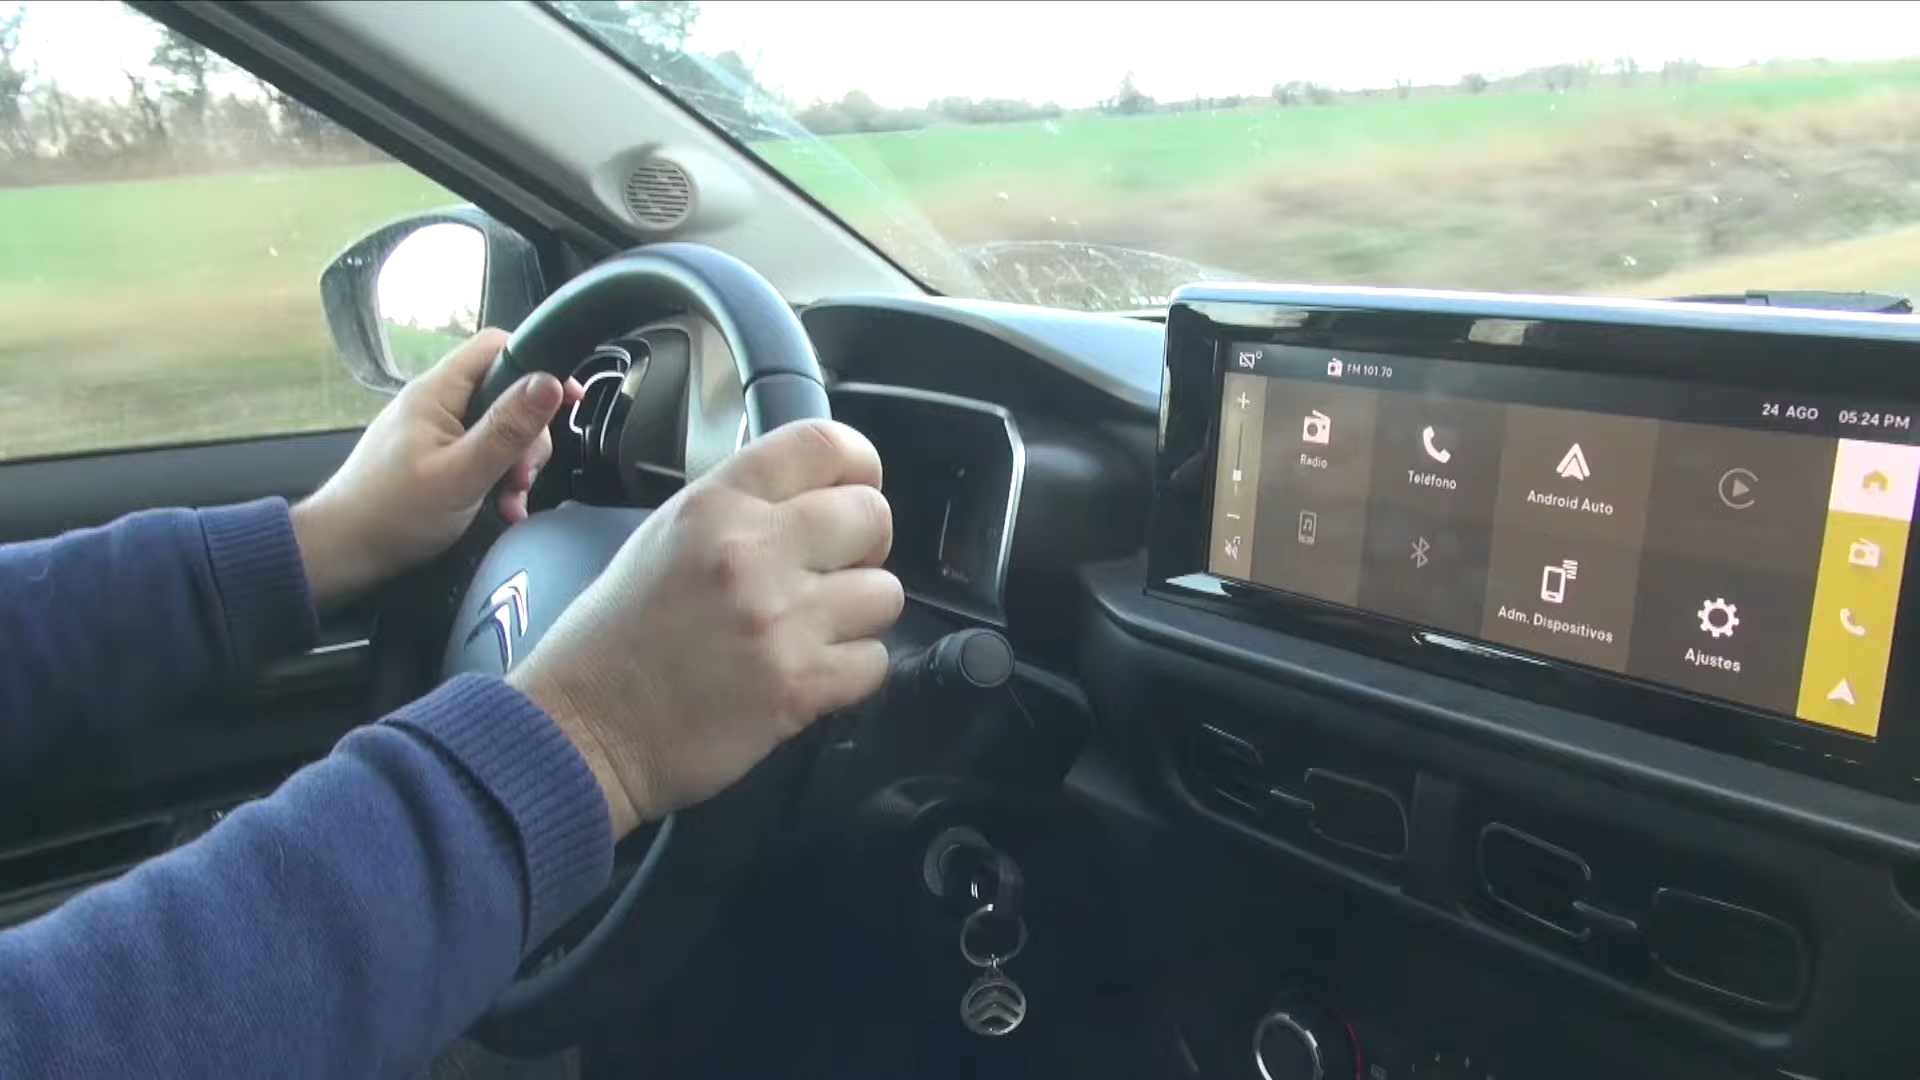 FM 101.70
24 AGO 05:24 PM
Radio
Teléfono
Android Auto
Adm. Dispositivos
Ajustes